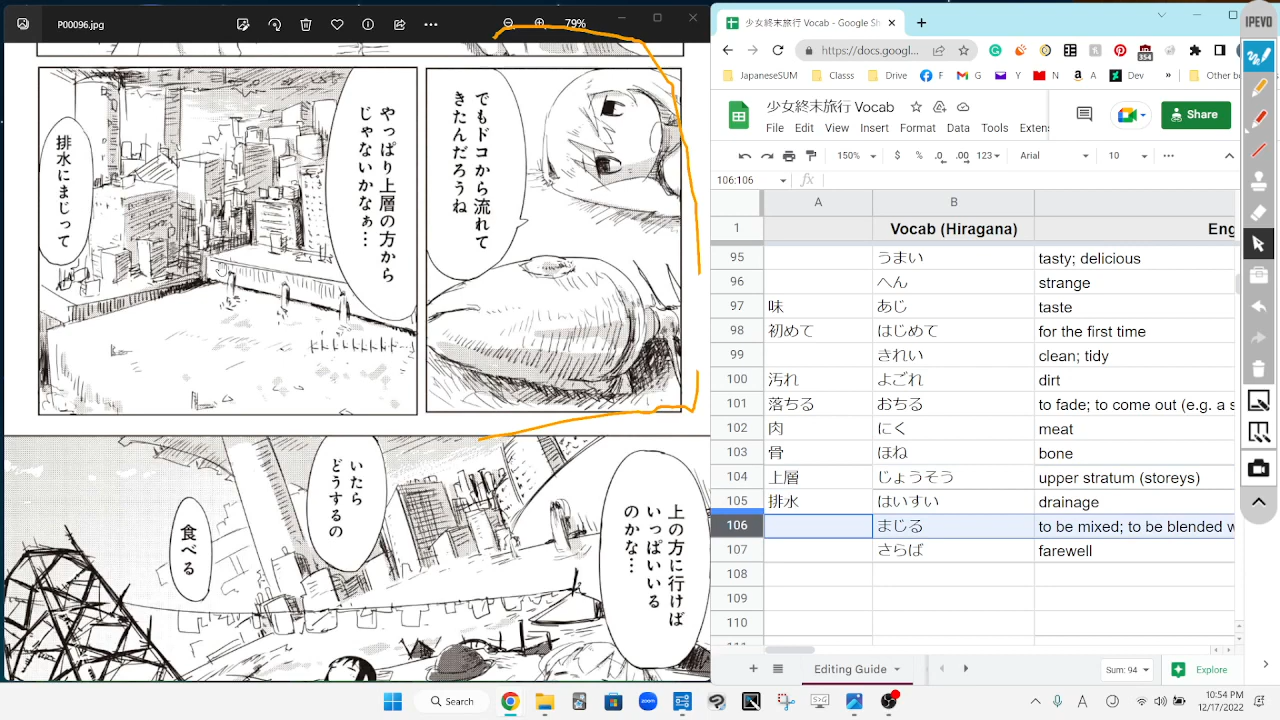 P00096.jpg
79%
でもドコから流れて
きたんだろうね
やっぱり上層の方から
じゃないかなぁ…
排水にまじって
上の方に行けば
いっぱいいる
のかな…
いたら
どうするの
食べる
少女終末旅行 Vocab - Google Sh
https://docs.googl...
JapaneseSUM
Class
Drive
F
G
Y
N
A
Dev
»
Other bo
354
少女終末旅行 Vocab
Share
File Edit View Insert Format Data Tools Extens
150% $ % .0 .00 123 Arial 10
106:106
fx
A B
1 Vocab (Hiragana) Eng
95 うまい tasty; delicious
96 へん strange
97 味 あじ taste
98 初めて はじめて for the first time
99 きれい clean; tidy
100 汚れ よごれ dirt
101 落ちる おちる to fade; to come out (e.g. a s
102 肉 にく meat
103 骨 ほね bone
104 上層 じょうそう upper stratum (storeys)
105 排水 はいすい drainage
106 まじる to be mixed; to be blended w
107 さらば farewell
108
109
110
Editing Guide
Sum: 94
Explore
IPEVO
Search
zoom
A
10:54 PM